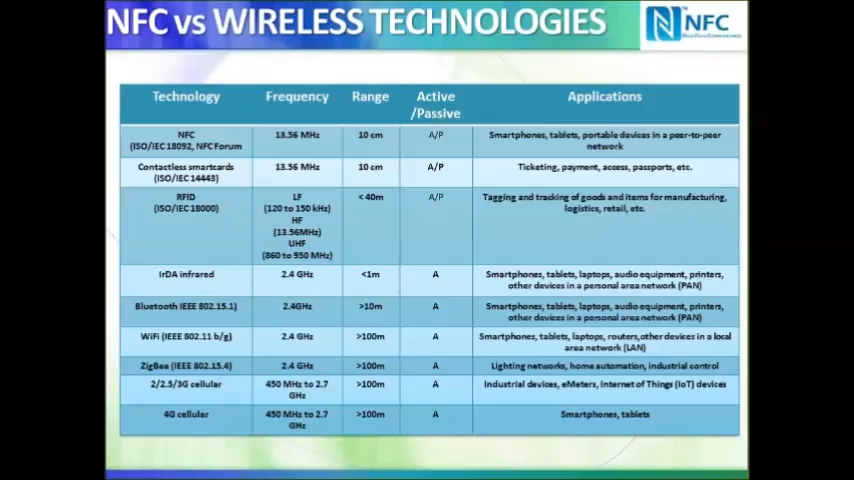 NFC vs WIRELESS TECHNOLOGIES
NFC
Technology Frequency Range Active /Passive Applications
NFC (ISO/IEC 18092, NFC Forum 13.56 MHz 10 cm A/P Smartphones, tablets, portable devices in a peer-to-peer network
Contactless smartcards (ISO/IEC 14443) 13.56 MHz 10 cm A/P Ticketing, payment, access, passports, etc.
RFID (ISO/IEC 18000) LF (120 to 150 kHz) HF (13.56MHz) UHF (860 to 950 MHz) < 40m A/P Tagging and tracking of goods and items for manufacturing, logistics, retail, etc.
IrDA infrared 2.4 GHz <1m A Smartphones, tablets, laptops, audio equipment, printers, other devices in a personal area network (PAN)
Bluetooth IEEE 802.15.1) 2.4GHz >10m A Smartphones, tablets, laptops, audio equipment, printers, other devices in a personal area network (PAN)
WiFi (IEEE 802.11 b/g) 2.4 GHz >100m A Smartphones, tablets, laptops, routers,other devices in a local area network (LAN)
ZigBee (IEEE 802.15.4) 2.4 GHz >100m A Lighting networks, home automation, industrial control
2/2.5/3G cellular 450 MHz to 2.7 GHz >100m A Industrial devices, eMeters, Internet of Things (IoT) devices
4G cellular 450 MHz to 2.7 GHz >100m A Smartphones, tablets